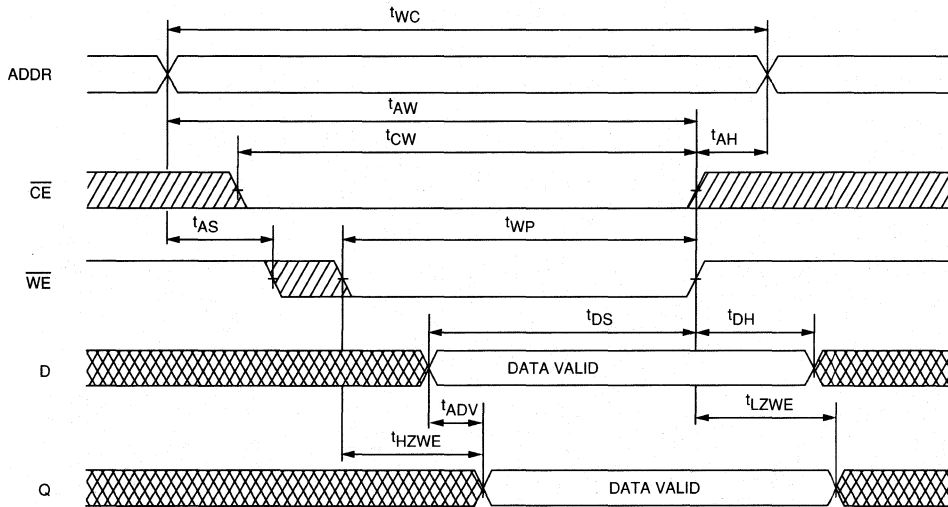 tWC
ADDR
tAW
tCW
tAH
CE
tAS
tWP
WE
tDS
tDH
D
DATA VALID
tADV
tLZWE
tHZWE
Q
DATA VALID